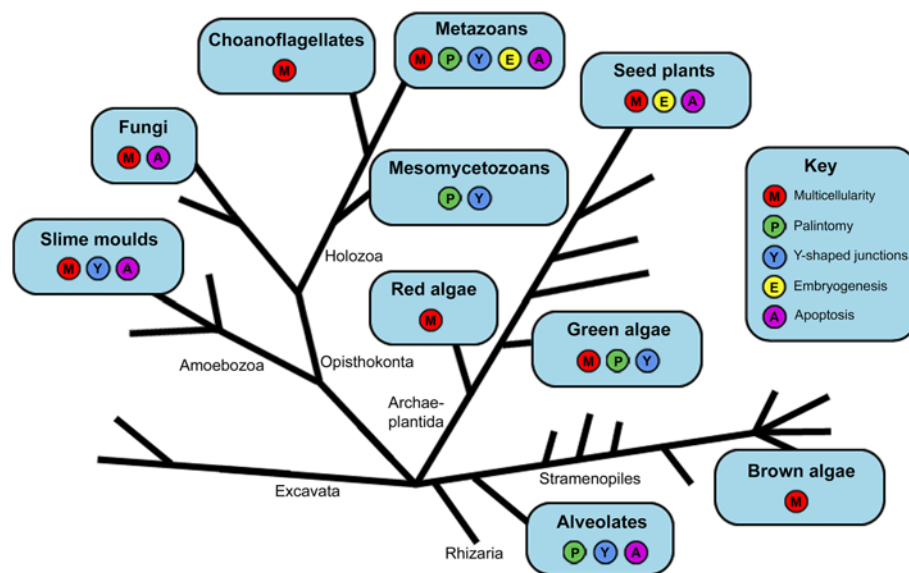 Choanoflagellates
M
Metazoans
M P Y E A
Seed plants
M E A
Fungi
M A
Mesomycetozoans
P Y
Key
M Multicellularity
P Palintomy
Y Y-shaped junctions
E Embryogenesis
A Apoptosis
Slime moulds
M Y A
Holozoa
Red algae
M
Green algae
M P Y
Amoebozoa
Opisthokonta
Archae-
plantida
Excavata
Stramenopiles
Brown algae
M
Rhizaria
Alveolates
P Y A